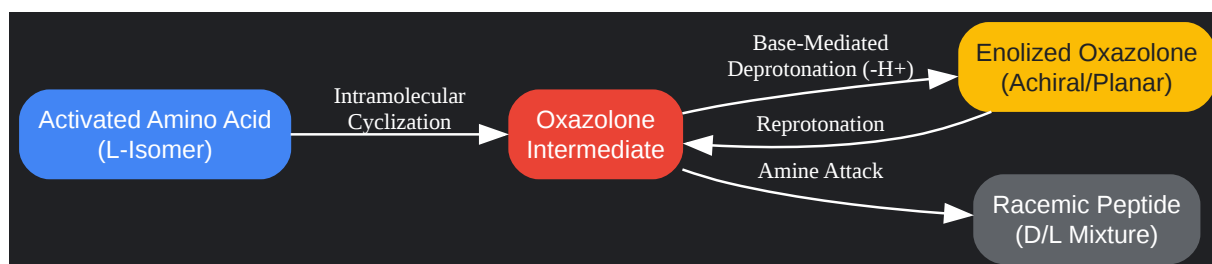 Activated Amino Acid
(L-Isomer)
Intramolecular
Cyclization
Oxazolone
Intermediate
Base-Mediated
Deprotonation (-H+)
Reprotonation
Amine Attack
Enolized Oxazolone
(Achiral/Planar)
Racemic Peptide
(D/L Mixture)